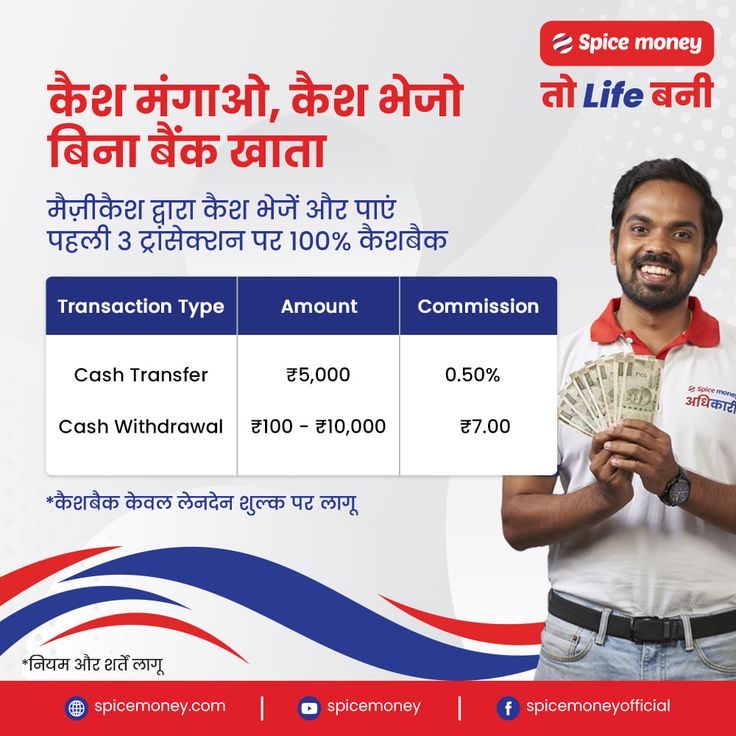 Spice money
तो Life बनी
कैश मंगाओ, कैश भेजो
बिना बैंक खाता
मैज़ीकैश द्वारा कैश भेजें और पाएं
पहली 3 ट्रांसेक्शन पर 100% कैशबैक
Transaction Type Amount Commission
Cash Transfer ₹5,000 0.50%
Cash Withdrawal ₹100 - ₹10,000 ₹7.00
*कैशबैक केवल लेनदेन शुल्क पर लागू
Spice money
अधिकारी
*नियम और शर्तें लागू
spicemoney.com | spicemoney | spicemoneyofficial